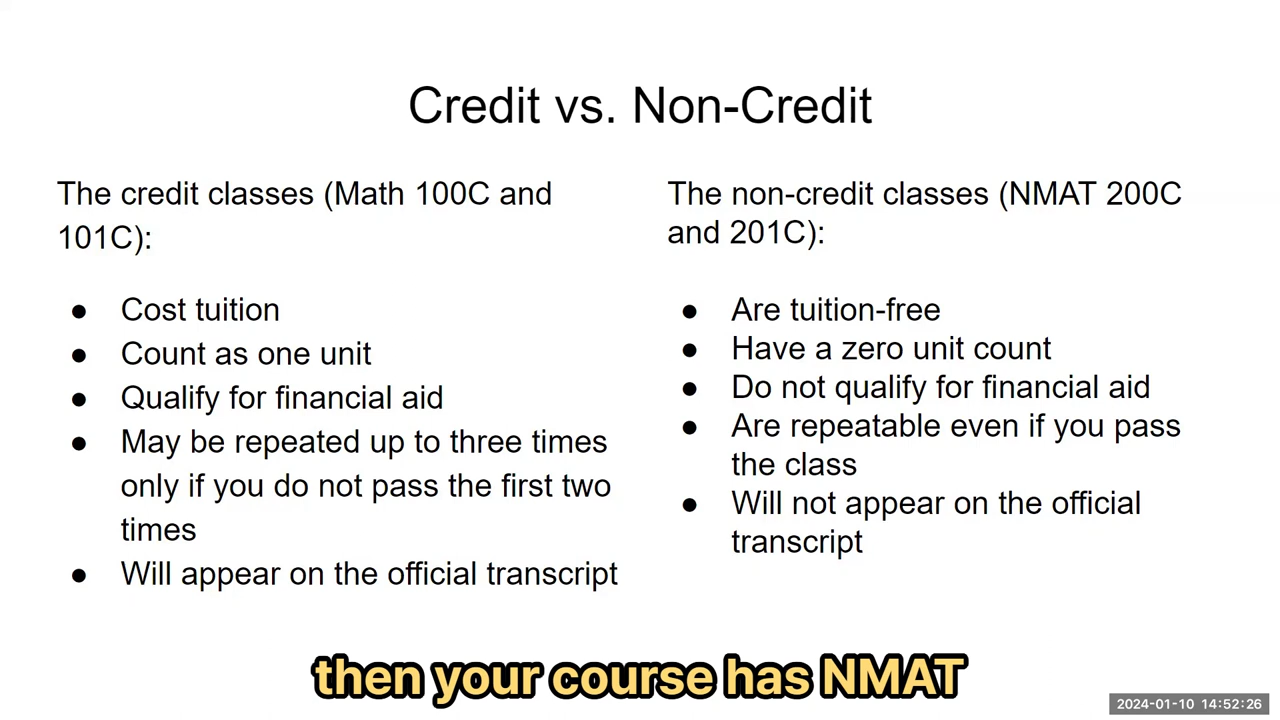 Credit vs. Non-Credit
The credit classes (Math 100C and
101C):
● Cost tuition
● Count as one unit
● Qualify for financial aid
● May be repeated up to three times
only if you do not pass the first two
times
● Will appear on the official transcript
The non-credit classes (NMAT 200C
and 201C):
● Are tuition-free
● Have a zero unit count
● Do not qualify for financial aid
● Are repeatable even if you pass
the class
● Will not appear on the official
transcript
then your course has NMAT
2024-01-10 14:52:26